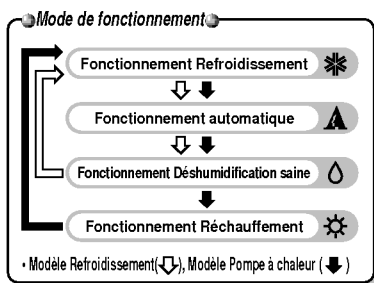 Mode de fonctionnement
Fonctionnement Refroidissement
Fonctionnement automatique
Fonctionnement Déshumidification saine
Fonctionnement Réchauffement
• Modèle Refroidissement(), Modèle Pompe à chaleur ()